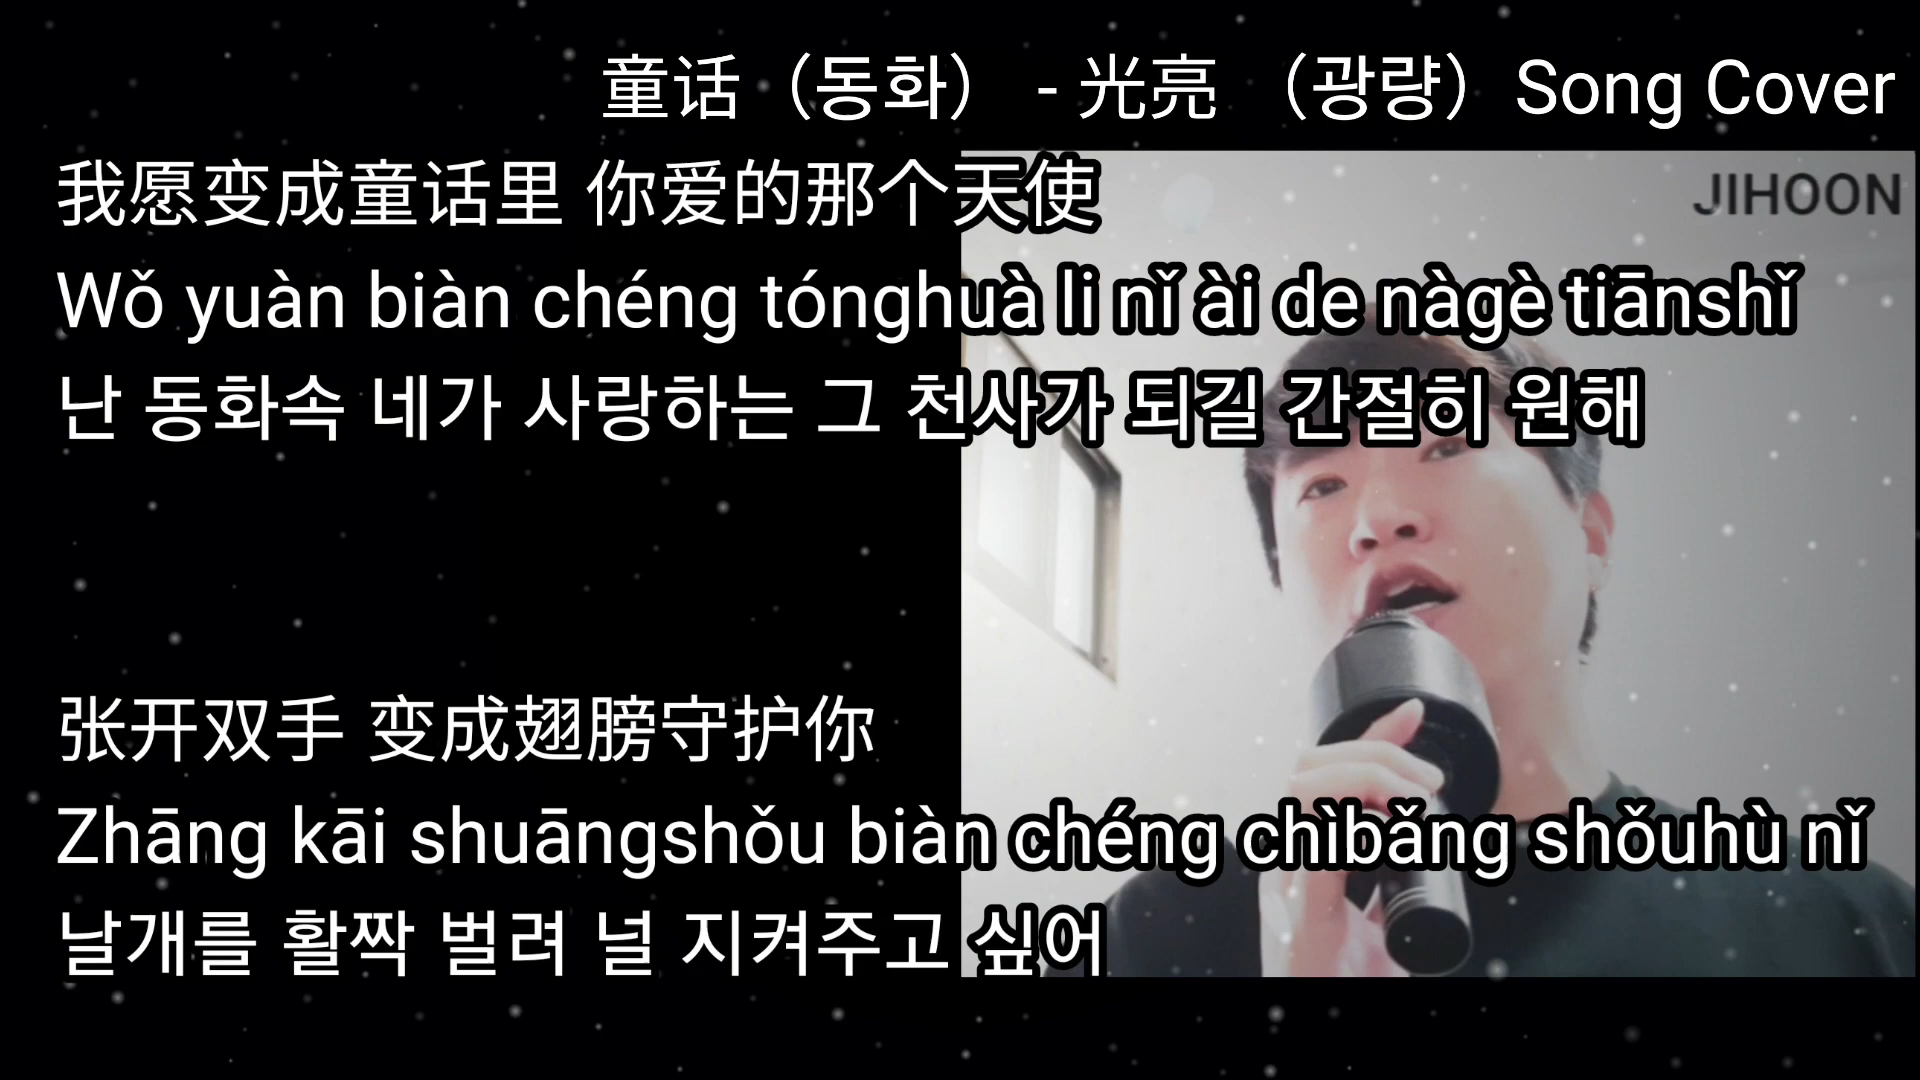 童话（동화） - 光亮 （광량）Song Cover
JIHOON
我愿变成童话里 你爱的那个天使
Wǒ yuàn biàn chéng tónghuà li nǐ ài de nàgè tiānshǐ
난 동화속 네가 사랑하는 그 천사가 되길 간절히 원해
张开双手 变成翅膀守护你
Zhāng kāi shuāngshǒu biàn chéng chìbǎng shǒuhù nǐ
날개를 활짝 벌려 널 지켜주고 싶어